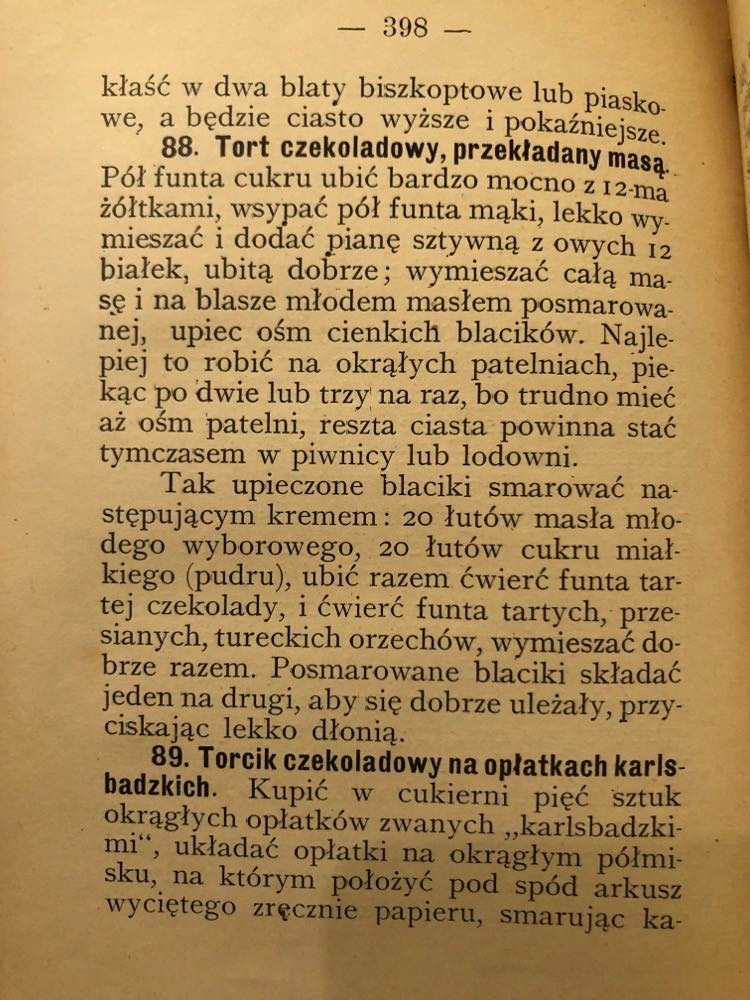 — 398 —
kłaść w dwa blaty biszkoptowe lub piasko-
we, a będzie ciasto wyższe i pokaźniejsze.
88. Tort czekoladowy, przekładany masą.
Pół funta cukru ubić bardzo mocno z 12-ma
żółtkami, wsypać pół funta mąki, lekko wy-
mieszać i dodać pianę sztywną z owych 12
białek, ubitą dobrze; wymieszać całą ma-
sę i na blasze młodem masłem posmarowa-
nej, upiec ośm cienkich blacików. Najle-
piej to robić na okrąłych patelniach, pie-
kąc po dwie lub trzy na raz, bo trudno mieć
aż ośm patelni, reszta ciasta powinna stać
tymczasem w piwnicy lub lodowni.
Tak upieczone blaciki smarować na-
stępującym kremem: 20 łutów masła mło-
dego wyborowego, 20 łutów cukru miał-
kiego (pudru), ubić razem ćwierć funta tar-
tej czekolady, i ćwierć funta tartych, prze-
sianych, tureckich orzechów, wymieszać do-
brze razem. Posmarowane blaciki składać
jeden na drugi, aby się dobrze uleżały, przy-
ciskając lekko dłonią.
89. Torcik czekoladowy na opłatkach karls-
badzkich. Kupić w cukierni pięć sztuk
okrągłych opłatków zwanych „karlsbadzki-
mi“, układać opłatki na okrągłym półmi-
sku, na którym położyć pod spód arkusz
wyciętego zręcznie papieru, smarując ka-